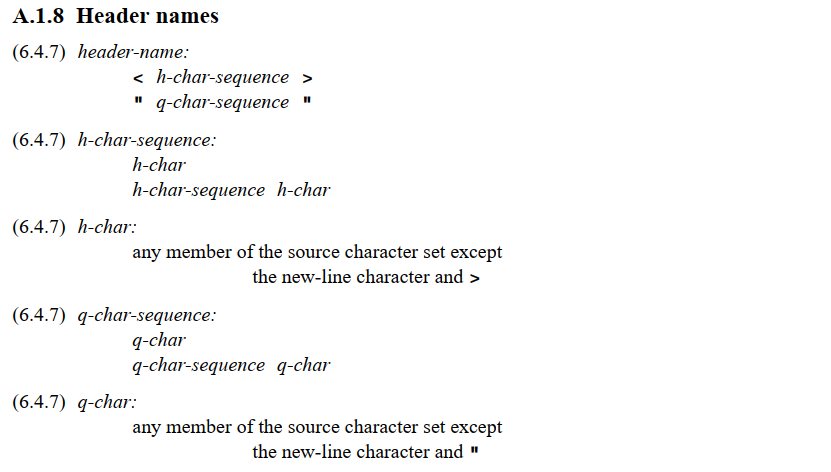 A.1.8 Header names
(6.4.7) header-name:
< h-char-sequence >
" q-char-sequence "
(6.4.7) h-char-sequence:
h-char
h-char-sequence h-char
(6.4.7) h-char:
any member of the source character set except
the new-line character and >
(6.4.7) q-char-sequence:
q-char
q-char-sequence q-char
(6.4.7) q-char:
any member of the source character set except
the new-line character and "